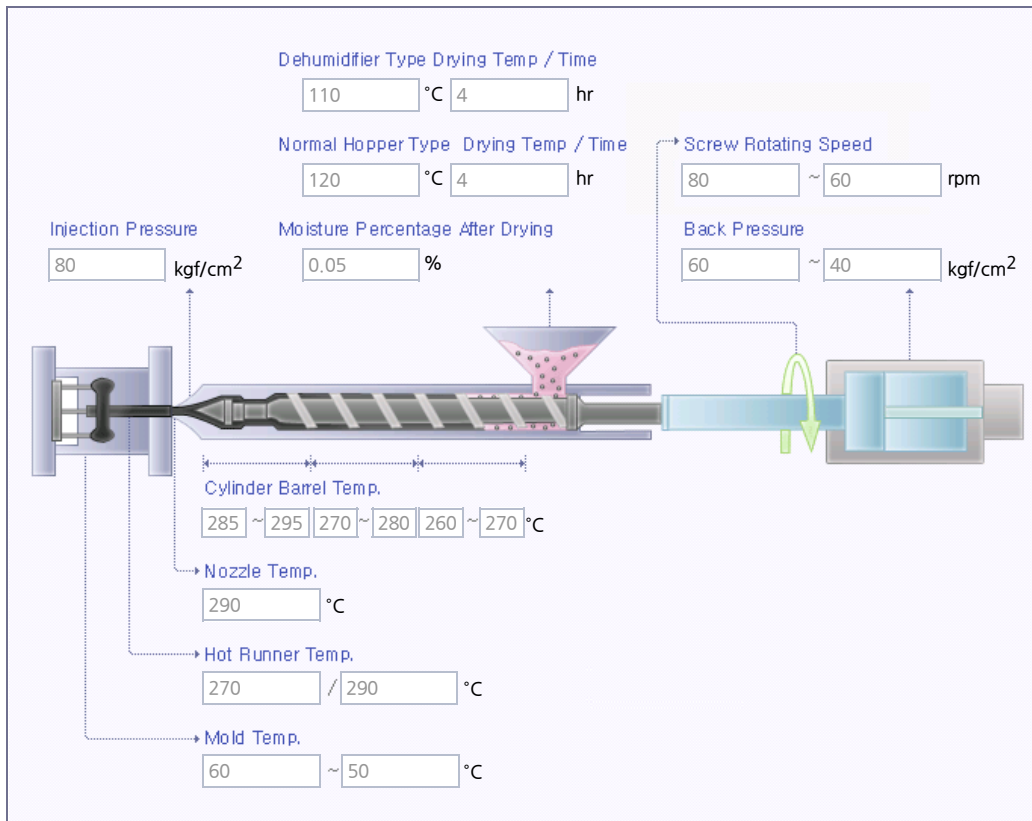 Dehumidifier Type Drying Temp / Time
110 °C 4 hr
Normal Hopper Type Drying Temp / Time
120 °C 4 hr
Screw Rotating Speed
80 ~ 60 rpm
Injection Pressure
80 kgf/cm2
Moisture Percentage After Drying
0.05 %
Back Pressure
60 ~ 40 kgf/cm2
Cylinder Barrel Temp.
285 ~ 295 270 ~ 280 260 ~ 270 °C
Nozzle Temp.
290 °C
Hot Runner Temp.
270 / 290 °C
Mold Temp.
60 ~ 50 °C